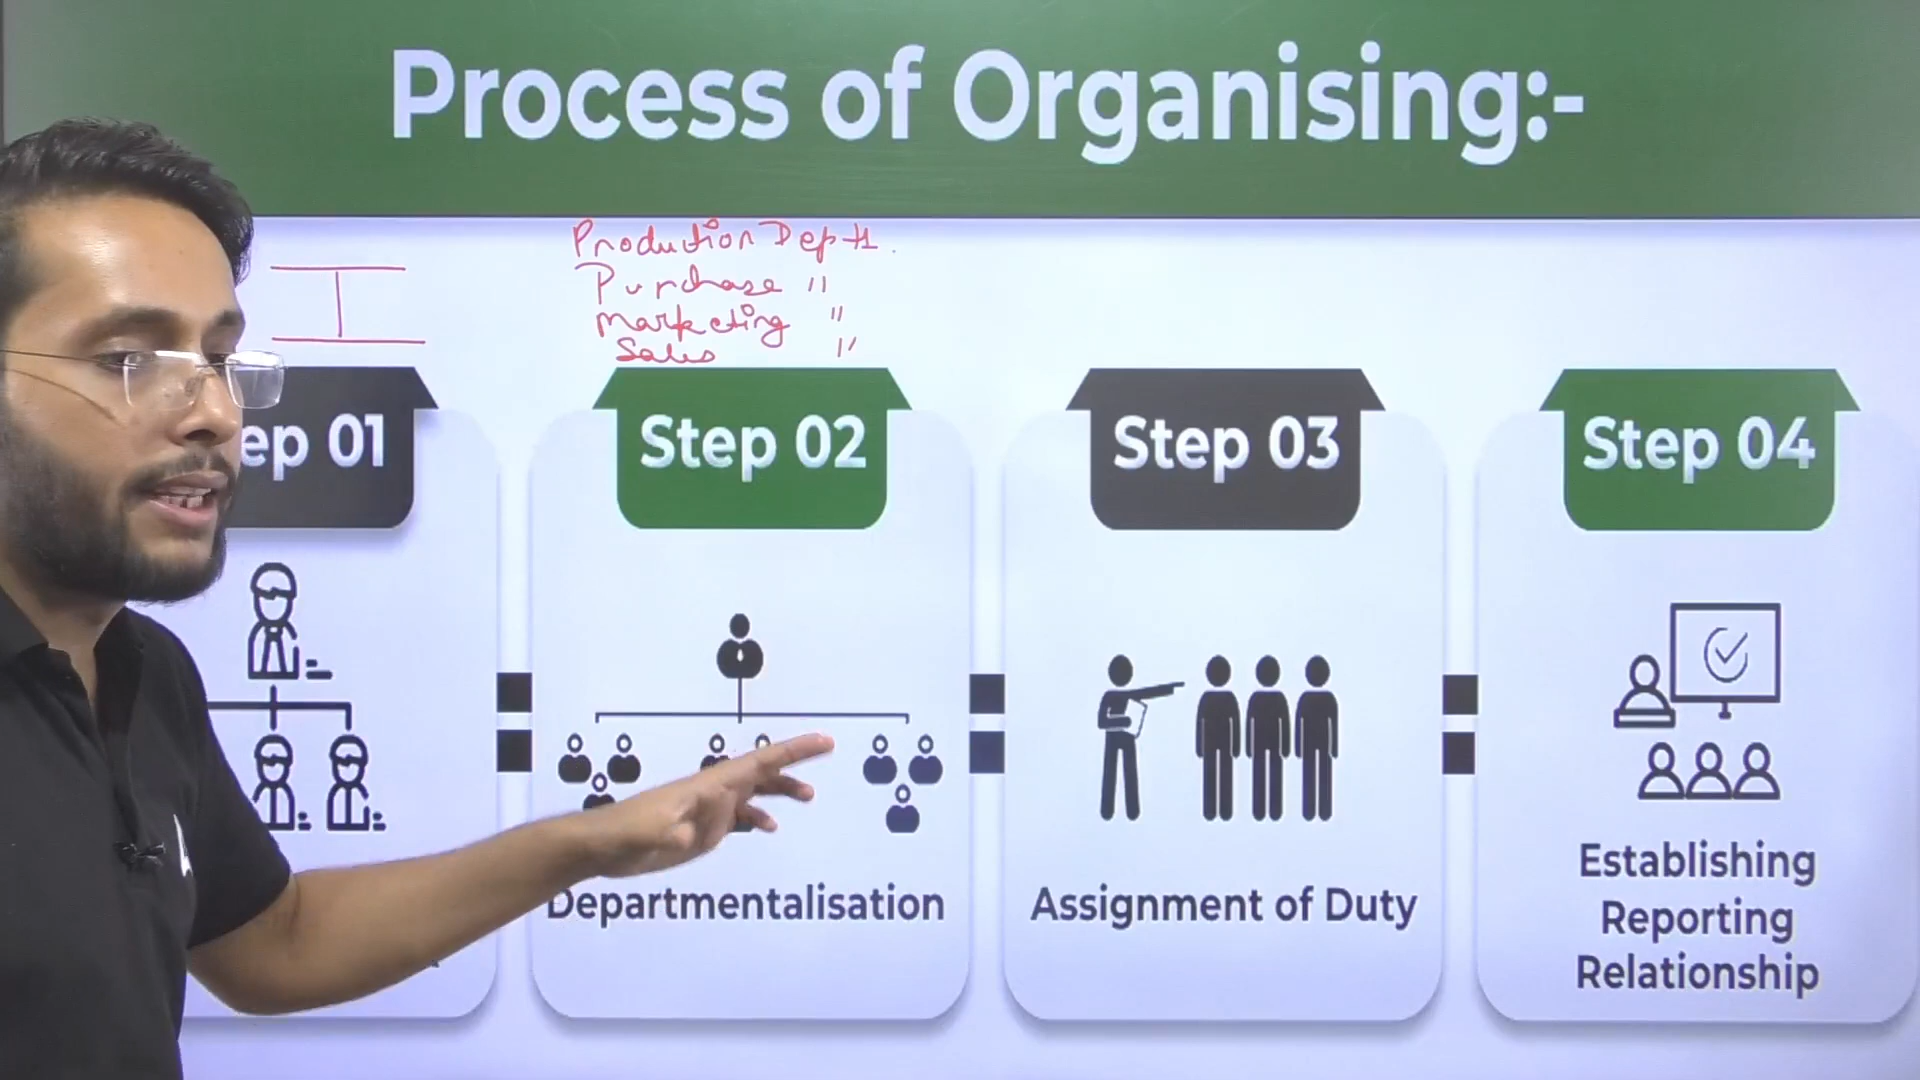 Process of Organising:-
Production Deptt.
Purchase "
Marketing "
Sales "
ep 01
Step 02
Step 03
Step 04
Departmentalisation
Assignment of Duty
Establishing
Reporting
Relationship